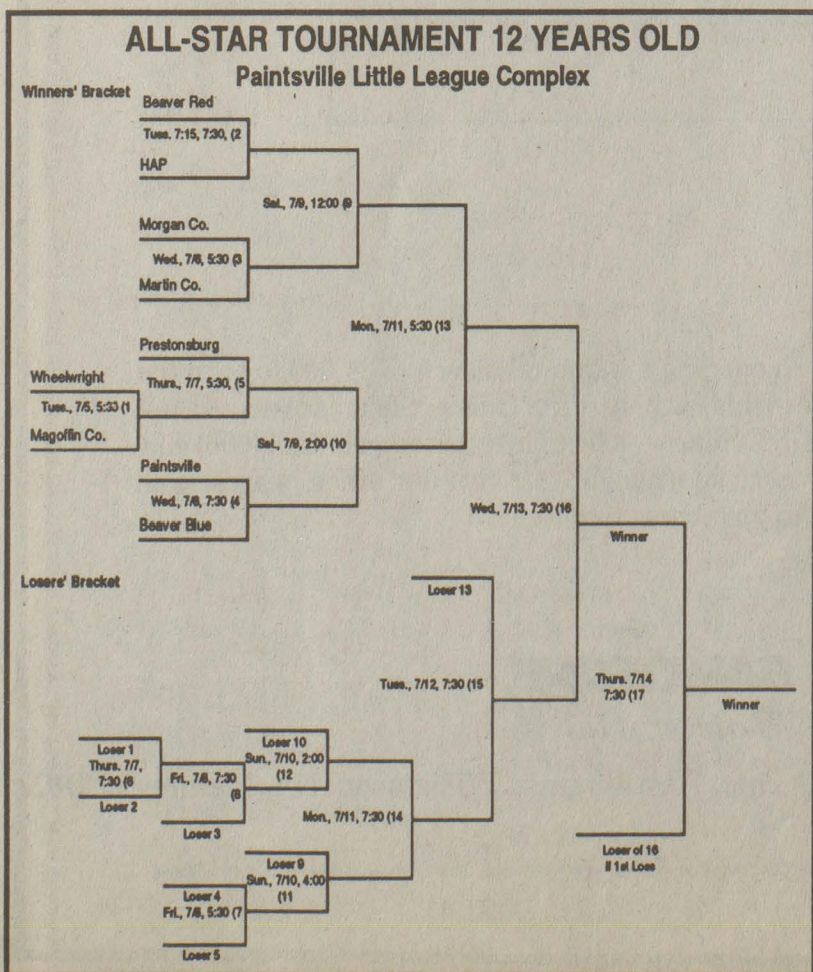 ALL-STAR TOURNAMENT 12 YEARS OLD
Paintsville Little League Complex
Winners' Bracket
Beaver Red
Tues. 7:15, 7:30, (2
HAP
Sat., 7/9, 12:00 (9
Morgan Co.
Wed., 7/6, 5:30 (3
Martin Co.
Mon., 7/11, 5:30 (13
Prestonsburg
Wheelwright
Thurs., 7/7, 5:30, (5
Tues., 7/5, 5:30 (1
Magoffin Co.
Sat., 7/9, 2:00 (10
Paintsville
Wed., 7/6, 7:30 (4
Beaver Blue
Wed., 7/13, 7:30 (16
Winner
Losers' Bracket
Loser 13
Tues., 7/12, 7:30 (15
Thurs. 7/14
7:30 (17
Winner
Loser 1
Thurs. 7/7,
7:30 (6
Loser 2
Fri., 7/8, 7:30
(8
Loser 3
Loser 10
Sun., 7/10, 2:00
(12
Mon., 7/11, 7:30 (14
Loser 9
Sun., 7/10, 4:00
(11
Loser 4
Fri., 7/8, 5:30 (7
Loser 5
Loser of 16
If 1st Loss